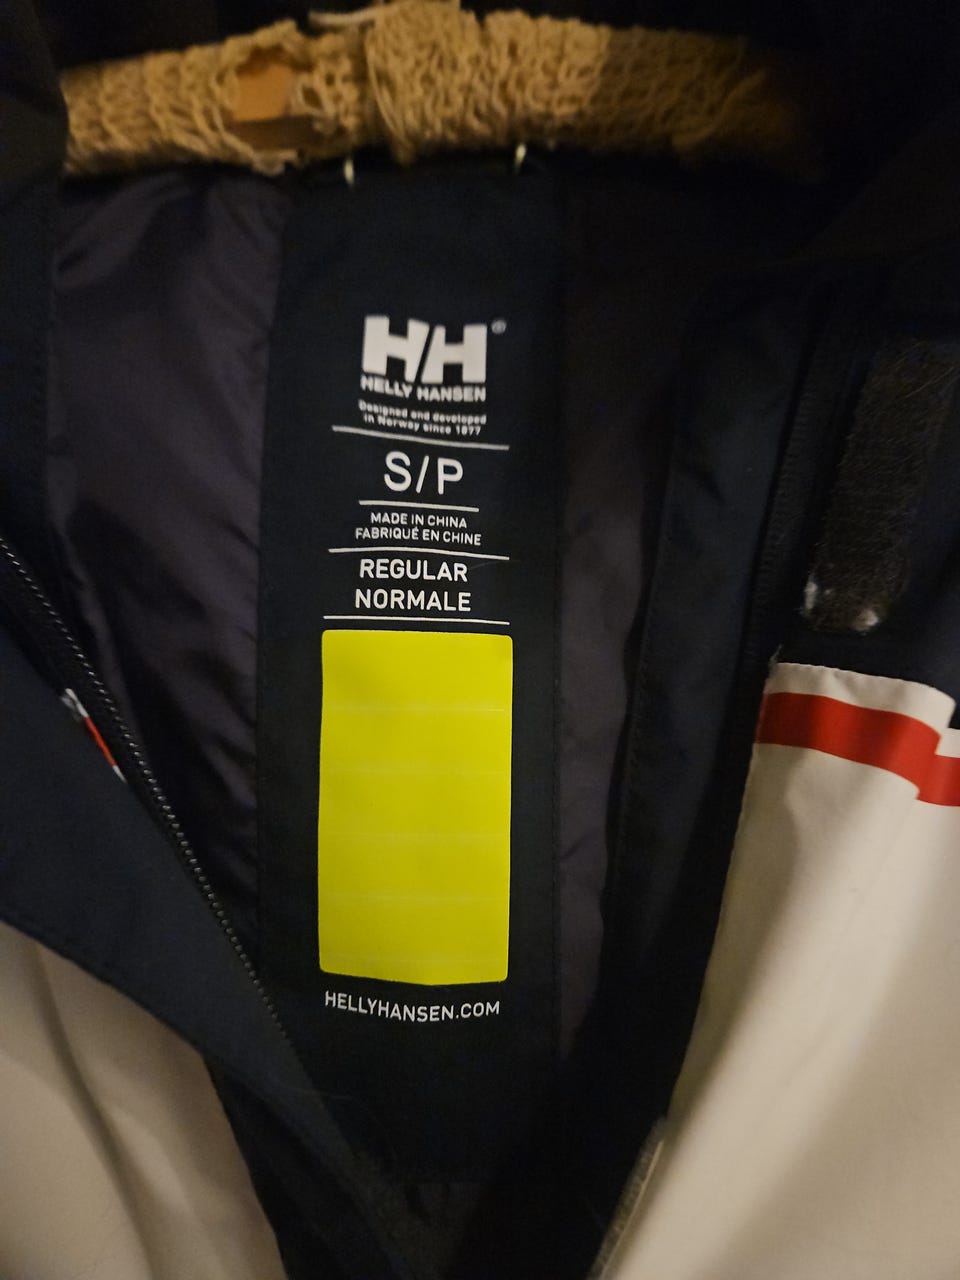 HH®
HELLY HANSEN
Designed and developed
in Norway since 1877
S/P
MADE IN CHINA
FABRIQUÉ EN CHINE
REGULAR
NORMALE
HELLYHANSEN.COM